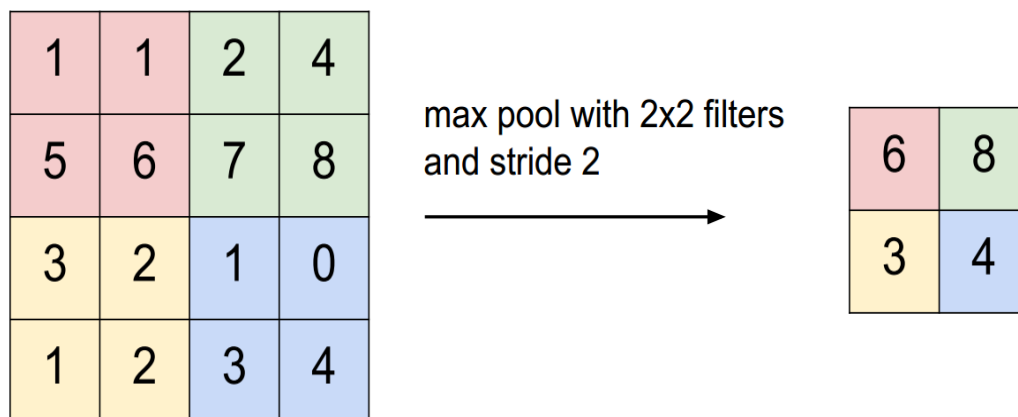 1 1 2 4
5 6 7 8
3 2 1 0
1 2 3 4
max pool with 2x2 filters
and stride 2
6 8
3 4